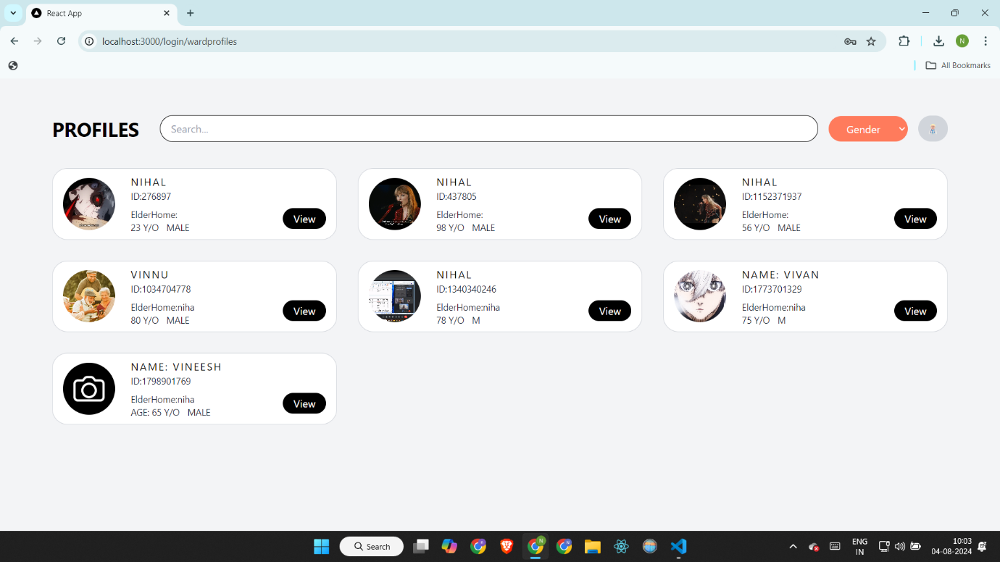 React App
localhost:3000/login/wardprofiles
N
All Bookmarks
PROFILES
Search...
Gender
NIHAL
ID:276897
ElderHome:
23 Y/O MALE
View
NIHAL
ID:437805
ElderHome:
98 Y/O MALE
View
NIHAL
ID:1152371937
ElderHome:
56 Y/O MALE
View
VINNU
ID:1034704778
ElderHome:niha
80 Y/O MALE
View
NIHAL
ID:1340340246
ElderHome:niha
78 Y/O M
View
NAME: VIVAN
ID:1773701329
ElderHome:niha
75 Y/O M
View
NAME: VINEESH
ID:1798901769
ElderHome:niha
AGE: 65 Y/O MALE
View
Search
ENG
IN
10:03
04-08-2024